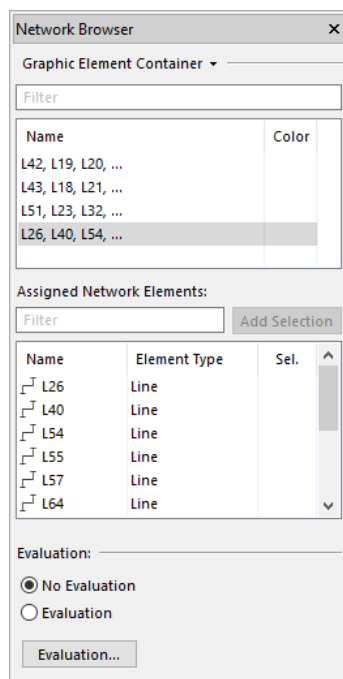 Network Browser
Graphic Element Container
Filter
Name Color
L42, L19, L20, ...
L43, L18, L21, ...
L51, L23, L32, ...
L26, L40, L54, ...
Assigned Network Elements:
Filter Add Selection
Name Element Type Sel.
L26 Line
L40 Line
L54 Line
L55 Line
L57 Line
L64 Line
Evaluation:
No Evaluation
Evaluation
Evaluation...